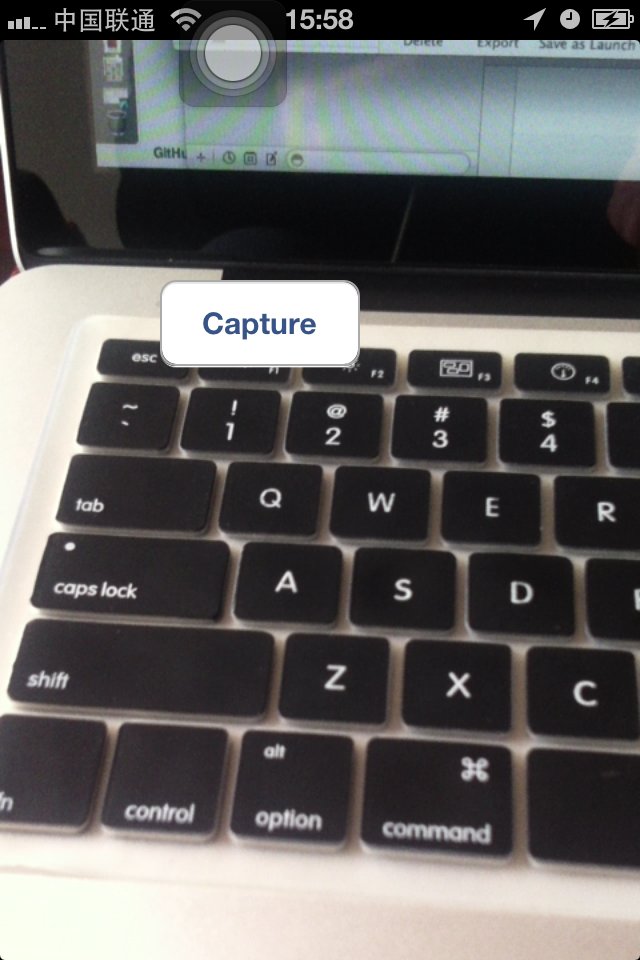 中国联通 15:58
Delete Export Save as Launch
GitHu
Capture
esc F1 F2 F3 F4
~ ! @ # $
` 1 2 3 4
tab Q W E R
caps lock A S D
shift Z X C
alt ⌘
fn control option command